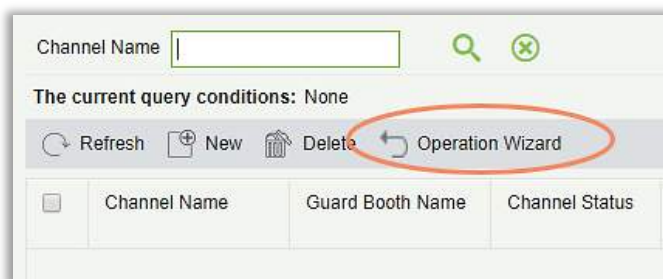 Channel Name
The current query conditions: None
Refresh New Delete Operation Wizard
Channel Name Guard Booth Name Channel Status